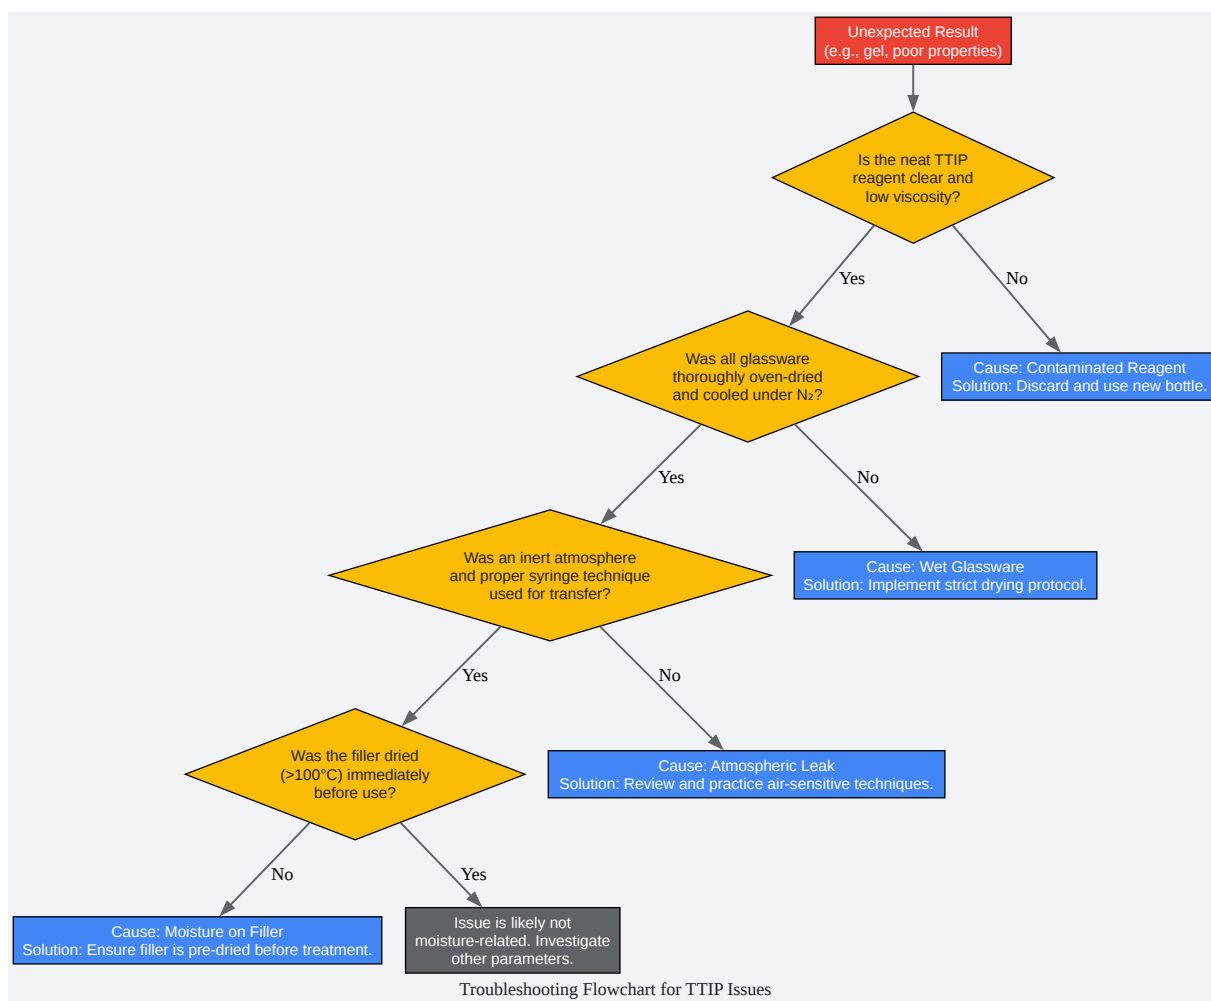 Unexpected Result
(e.g., gel, poor properties)
Is the neat TTIP
reagent clear and
low viscosity?
Yes
No
Was all glassware
thoroughly oven-dried
and cooled under N₂?
Cause: Contaminated Reagent
Solution: Discard and use new bottle.
Yes
No
Was an inert atmosphere
and proper syringe technique
used for transfer?
Cause: Wet Glassware
Solution: Implement strict drying protocol.
Yes
No
Was the filler dried
(>100°C) immediately
before use?
Cause: Atmospheric Leak
Solution: Review and practice air-sensitive techniques.
No
Yes
Cause: Moisture on Filler
Solution: Ensure filler is pre-dried before treatment.
Issue is likely not
moisture-related. Investigate
other parameters.
Troubleshooting Flowchart for TTIP Issues